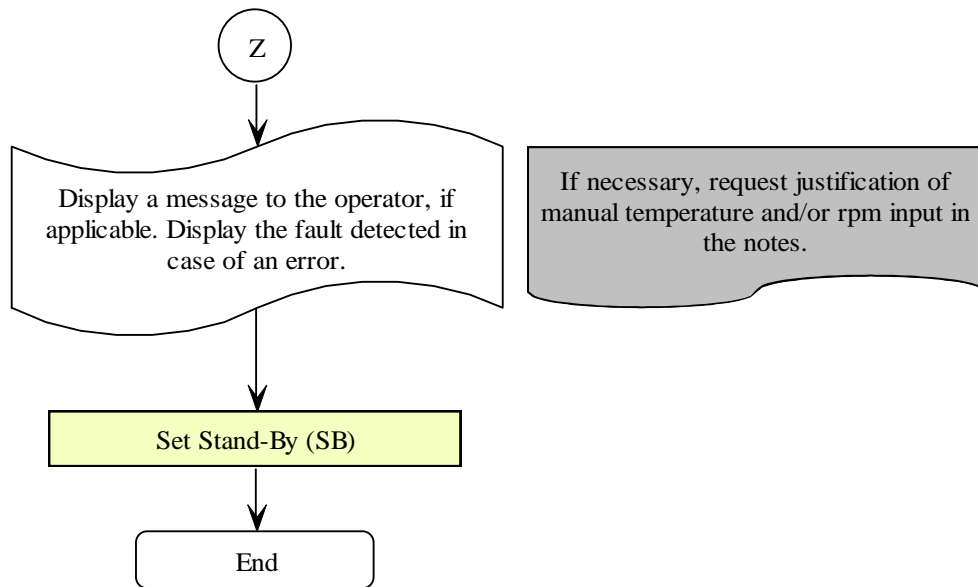 Z
Display a message to the operator, if
applicable. Display the fault detected in
case of an error.
If necessary, request justification of
manual temperature and/or rpm input in
the notes.
Set Stand-By (SB)
End